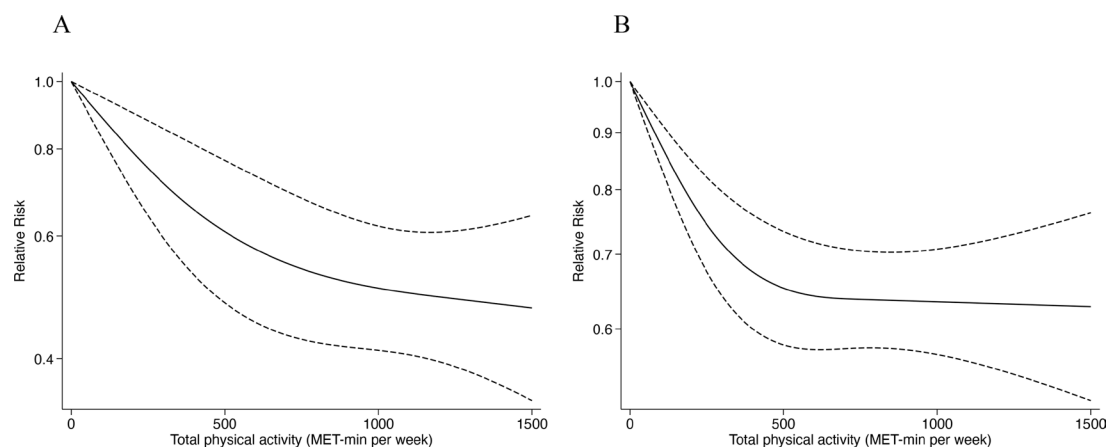 A
1.0
0.8
0.6
0.4
Relative Risk
0
500
1000
1500
Total physical activity (MET-min per week)
B
1.0
0.9
0.8
0.7
0.6
Relative Risk
0
500
1000
1500
Total physical activity (MET-min per week)